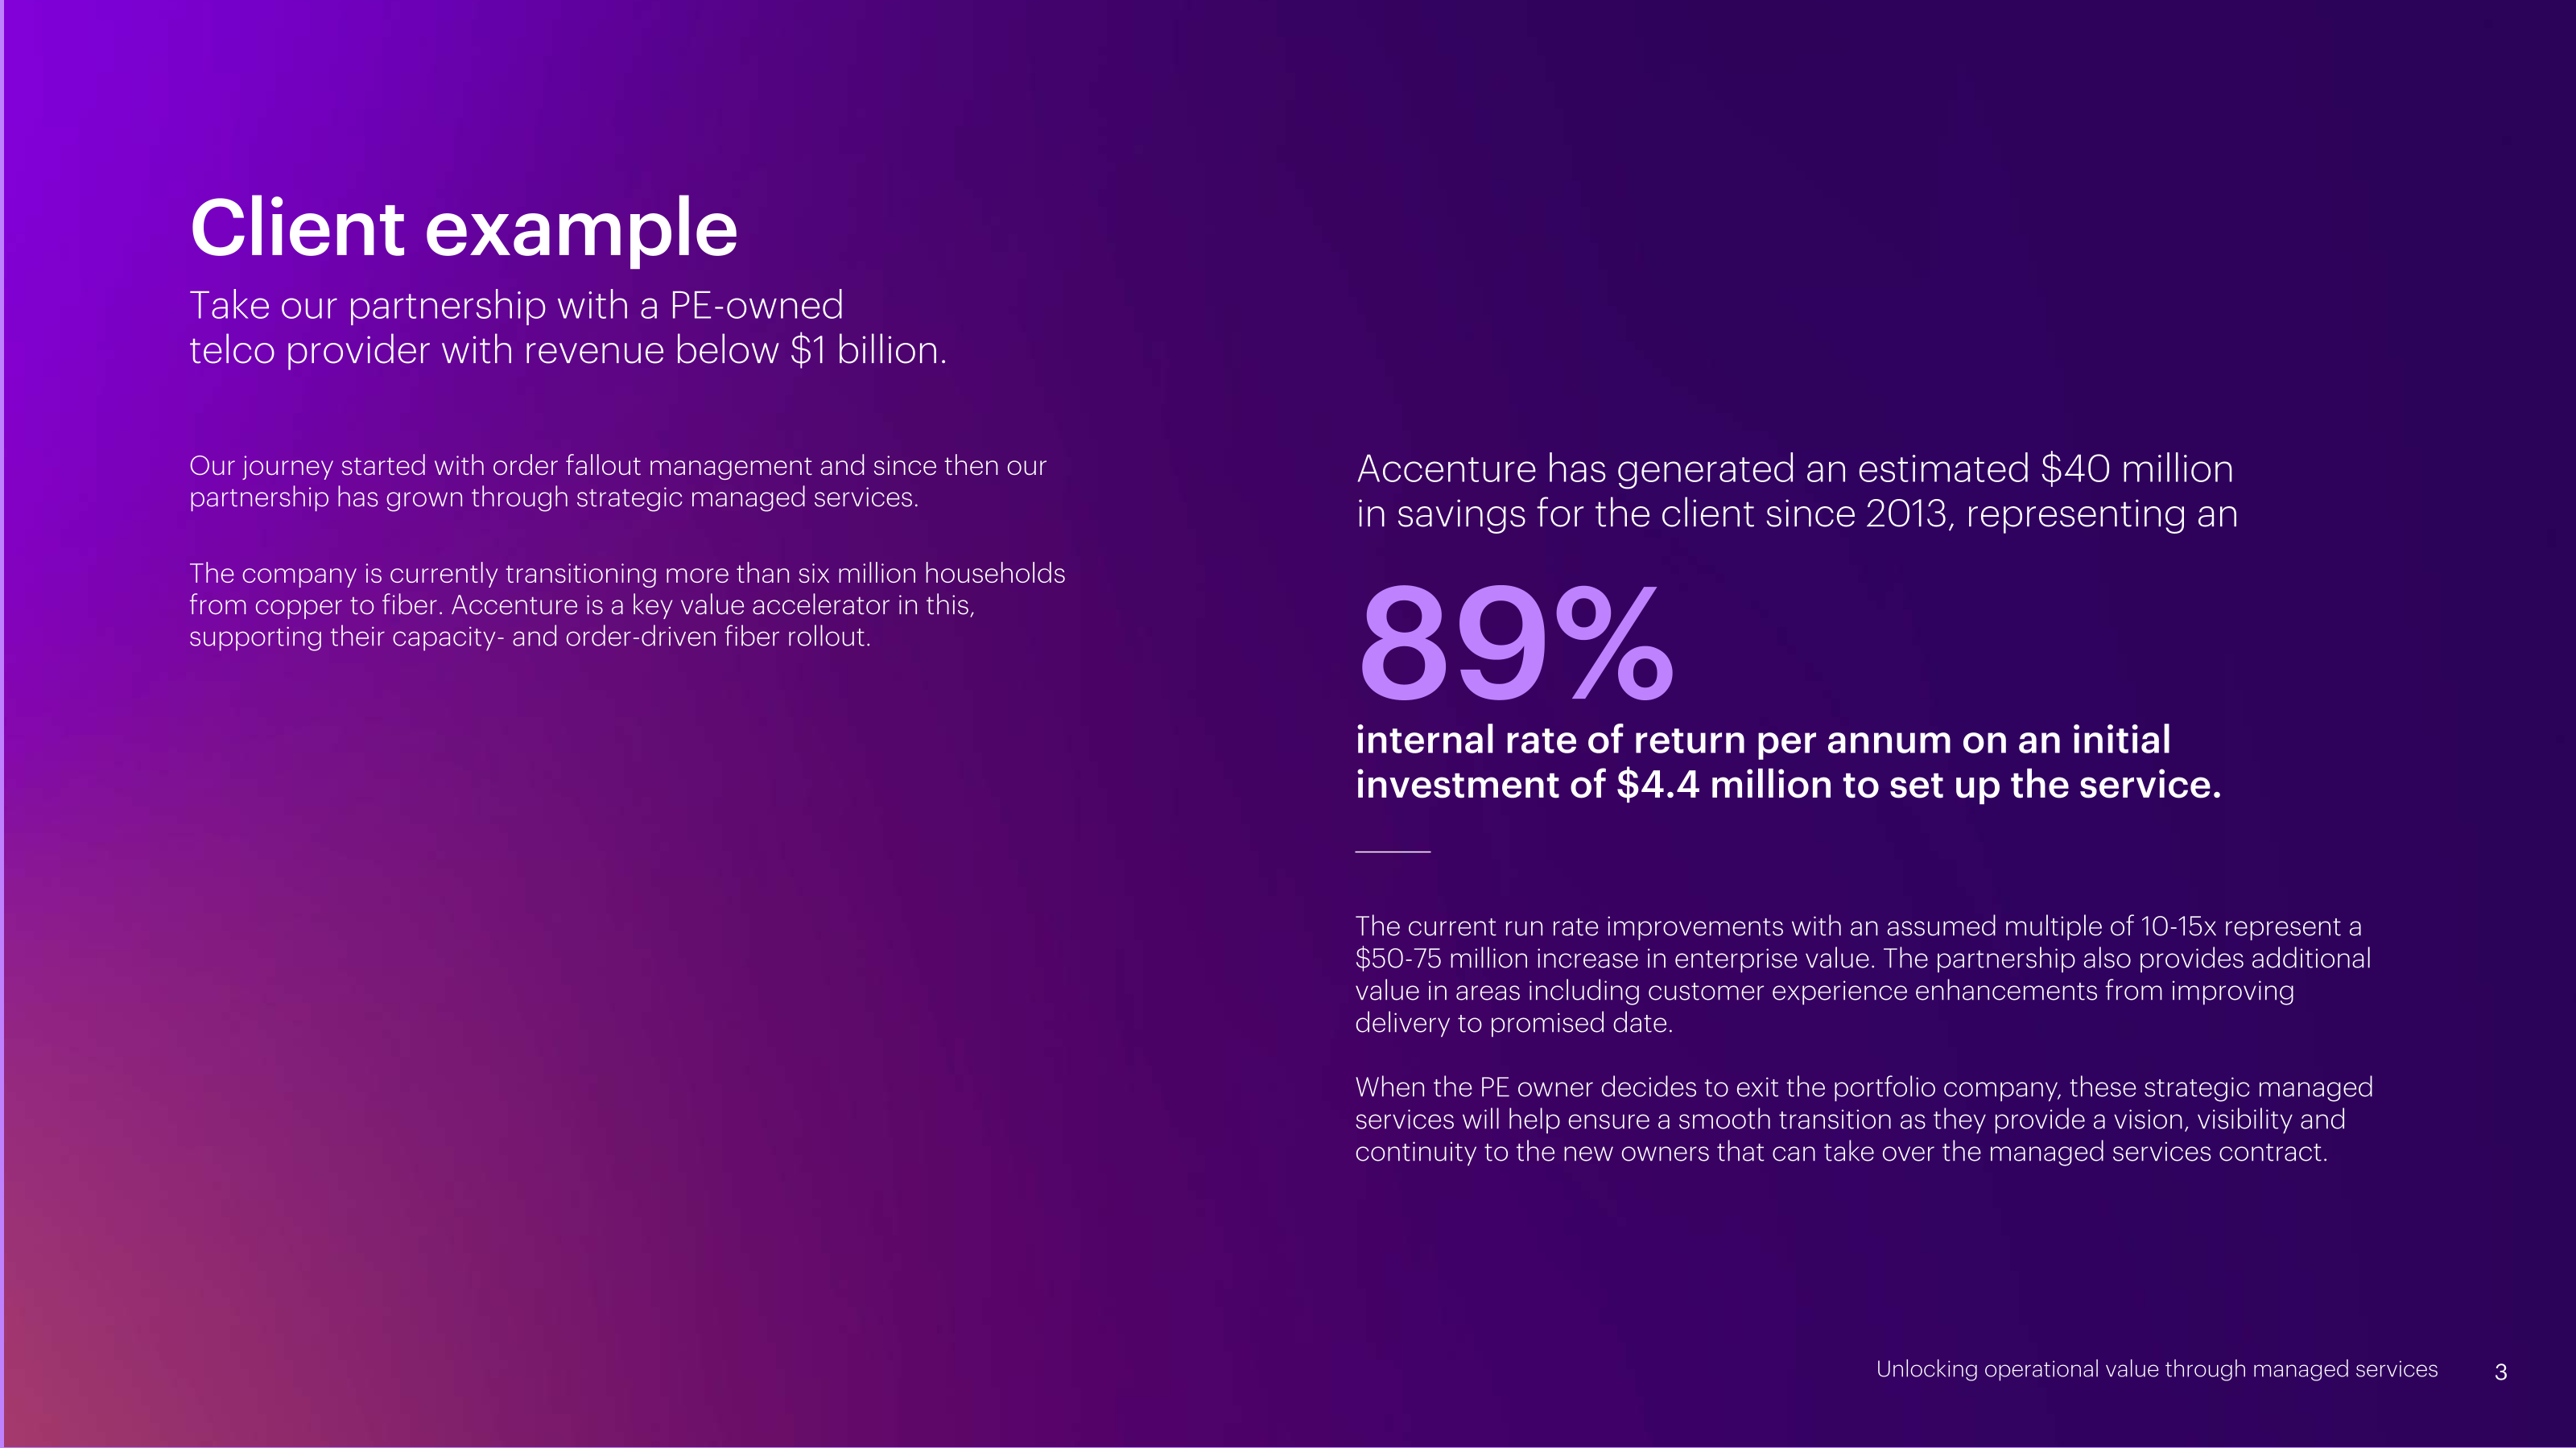 Client example
Take our partnership with a PE-owned
telco provider with revenue below $1 billion.
Our journey started with order fallout management and since then our
partnership has grown through strategic managed services.
The company is currently transitioning more than six million households
from copper to fiber. Accenture is a key value accelerator in this,
supporting their capacity- and order-driven fiber rollout.
Accenture has generated an estimated $40 million
in savings for the client since 2013, representing an
89%
internal rate of return per annum on an initial
investment of $4.4 million to set up the service.
The current run rate improvements with an assumed multiple of 10-15x represent a
$50-75 million increase in enterprise value. The partnership also provides additional
value in areas including customer experience enhancements from improving
delivery to promised date.
When the PE owner decides to exit the portfolio company, these strategic managed
services will help ensure a smooth transition as they provide a vision, visibility and
continuity to the new owners that can take over the managed services contract.
Unlocking operational value through managed services 3